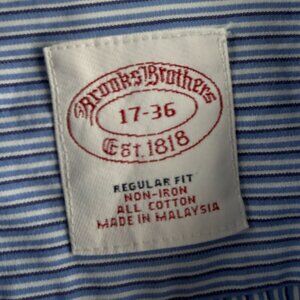 Brooks Brothers
17-36
Est. 1818
REGULAR FIT
NON-IRON
ALL COTTON
MADE IN MALAYSIA